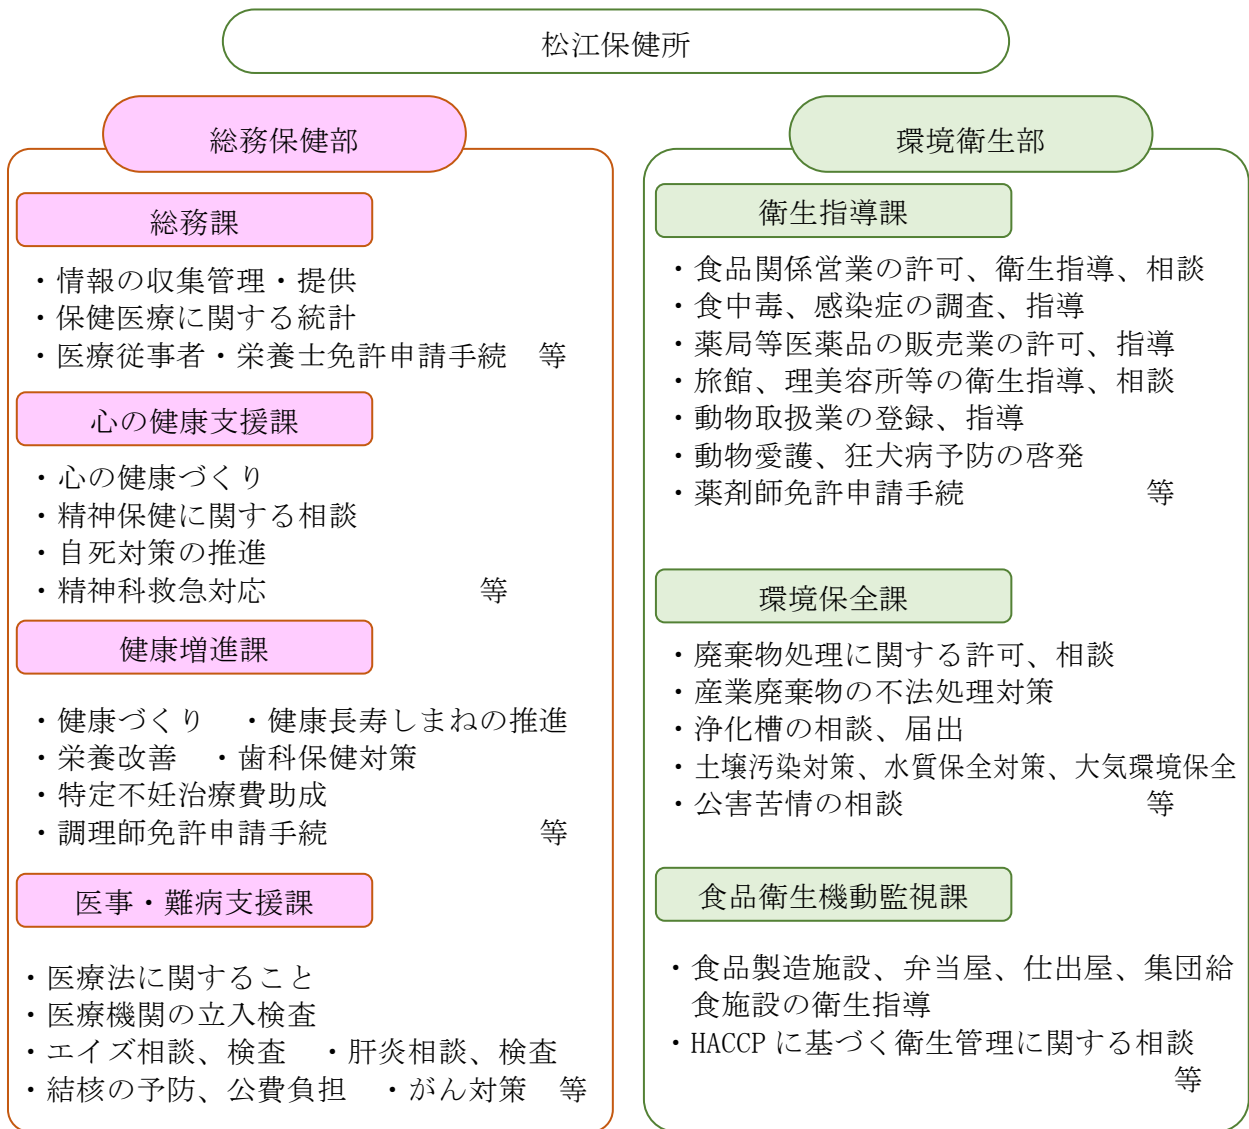 松江保健所
総務保健部
総務課
・情報の収集管理・提供
・保健医療に関する統計
・医療従事者・栄養士免許申請手続　等
心の健康支援課
・心の健康づくり
・精神保健に関する相談
・自死対策の推進
・精神科救急対応　等
健康増進課
・健康づくり　・健康長寿しまねの推進
・栄養改善　・歯科保健対策
・特定不妊治療費助成
・調理師免許申請手続　等
医事・難病支援課
・医療法に関すること
・医療機関の立入検査
・エイズ相談、検査　・肝炎相談、検査
・結核の予防、公費負担　・がん対策　等
環境衛生部
衛生指導課
・食品関係営業の許可、衛生指導、相談
・食中毒、感染症の調査、指導
・薬局等医薬品の販売業の許可、指導
・旅館、理美容所等の衛生指導、相談
・動物取扱業の登録、指導
・動物愛護、狂犬病予防の啓発
・薬剤師免許申請手続　等
環境保全課
・廃棄物処理に関する許可、相談
・産業廃棄物の不法処理対策
・浄化槽の相談、届出
・土壌汚染対策、水質保全対策、大気環境保全
・公害苦情の相談　等
食品衛生機動監視課
・食品製造施設、弁当屋、仕出屋、集団給
食施設の衛生指導
・HACCPに基づく衛生管理に関する相談
等